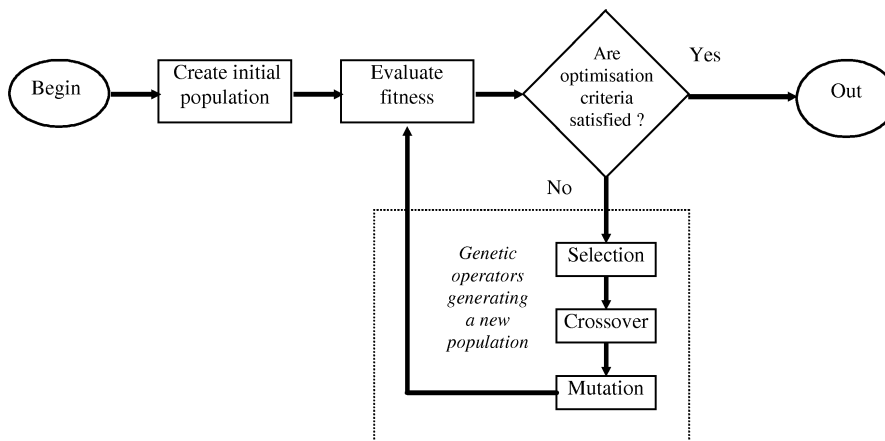 Begin
Create initial
population
Evaluate
fitness
Are
optimisation
criteria
satisfied ?
Yes
Out
No
Genetic
operators
generating
a new
population
Selection
Crossover
Mutation